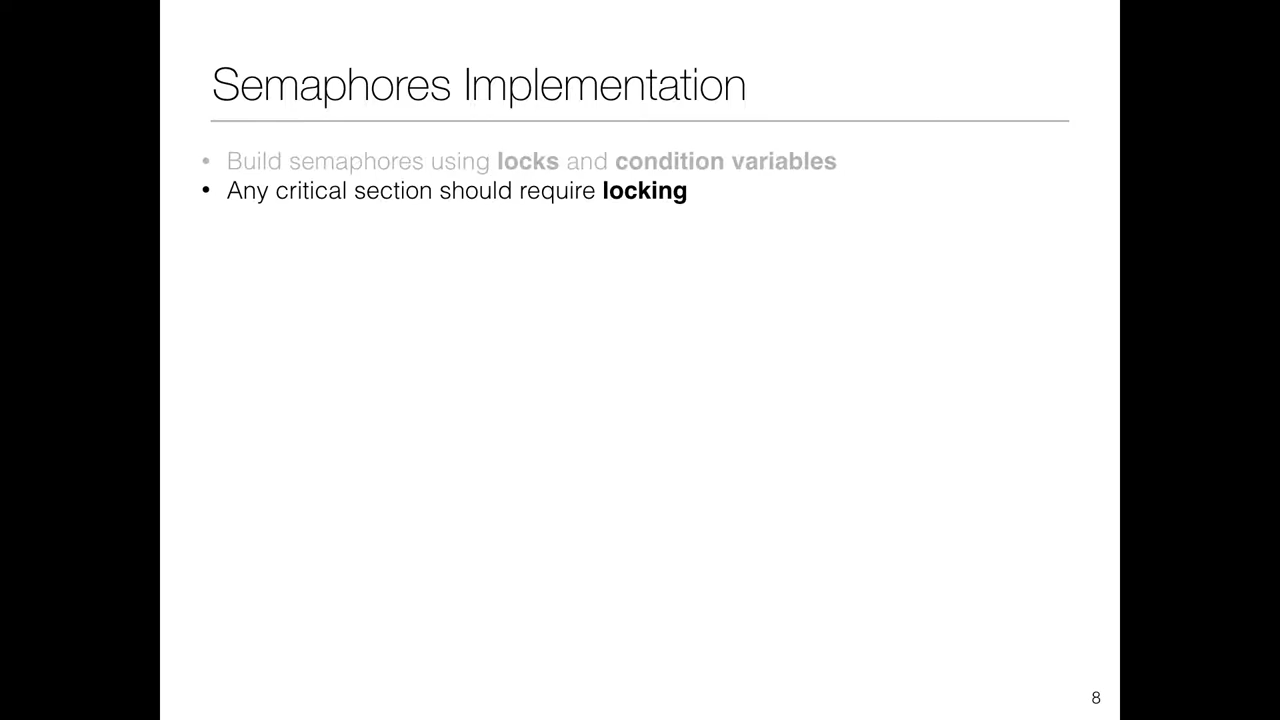 Semaphores Implementation
• Build semaphores using locks and condition variables
• Any critical section should require locking
8